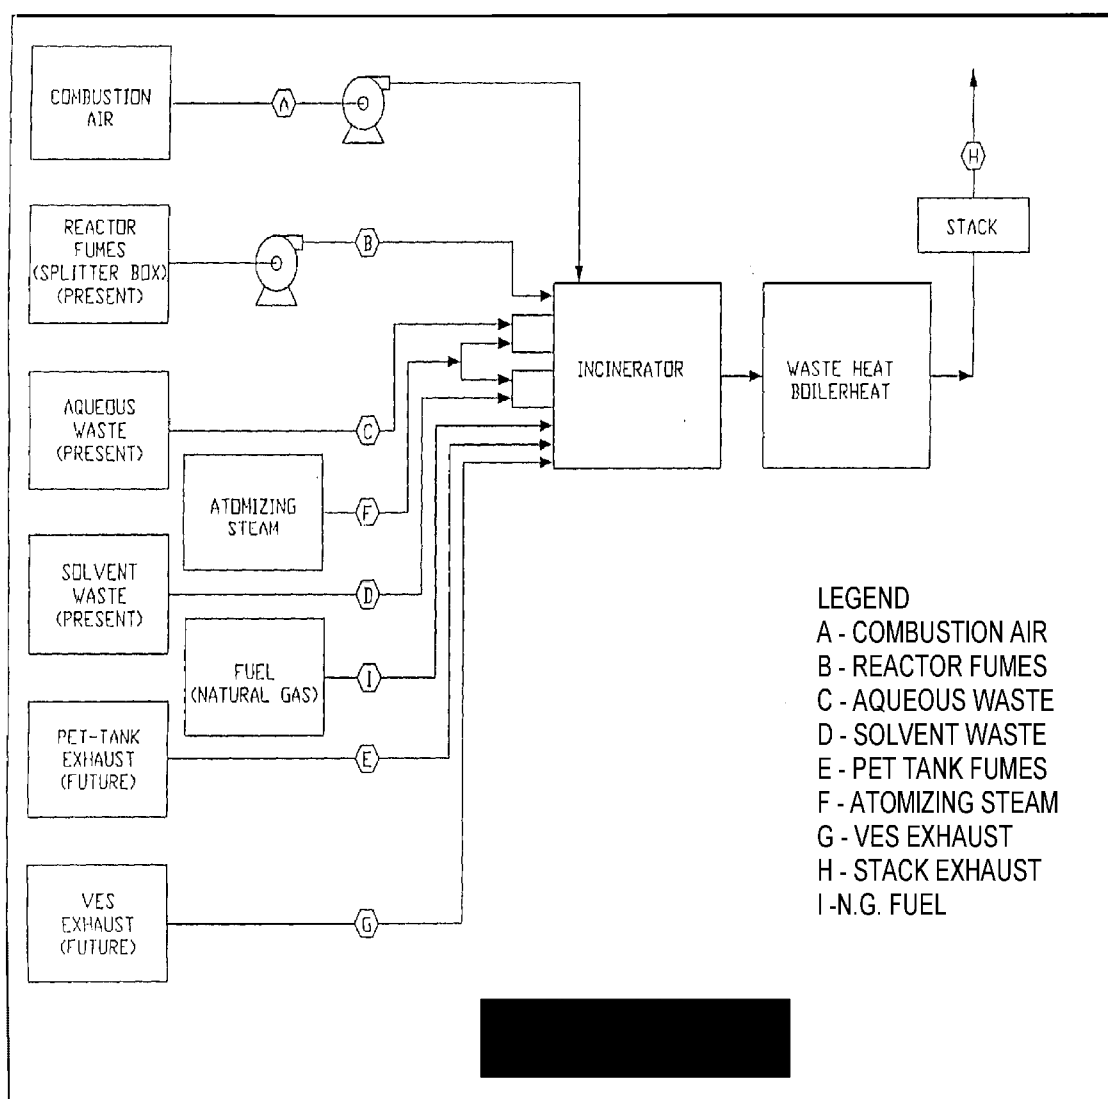 COMBUSTION
AIR
A
H
REACTOR
FUMES
(SPLITTER BOX)
(PRESENT)
B
STACK
INCINERATOR
WASTE HEAT
BOILERHEAT
AQUEOUS
WASTE
(PRESENT)
C
ATOMIZING
STEAM
F
SOLVENT
WASTE
(PRESENT)
D
FUEL
(NATURAL GAS)
I
PET-TANK
EXHAUST
(FUTURE)
E
VES
EXHAUST
(FUTURE)
G
LEGEND
A - COMBUSTION AIR
B - REACTOR FUMES
C - AQUEOUS WASTE
D - SOLVENT WASTE
E - PET TANK FUMES
F - ATOMIZING STEAM
G - VES EXHAUST
H - STACK EXHAUST
I -N.G. FUEL